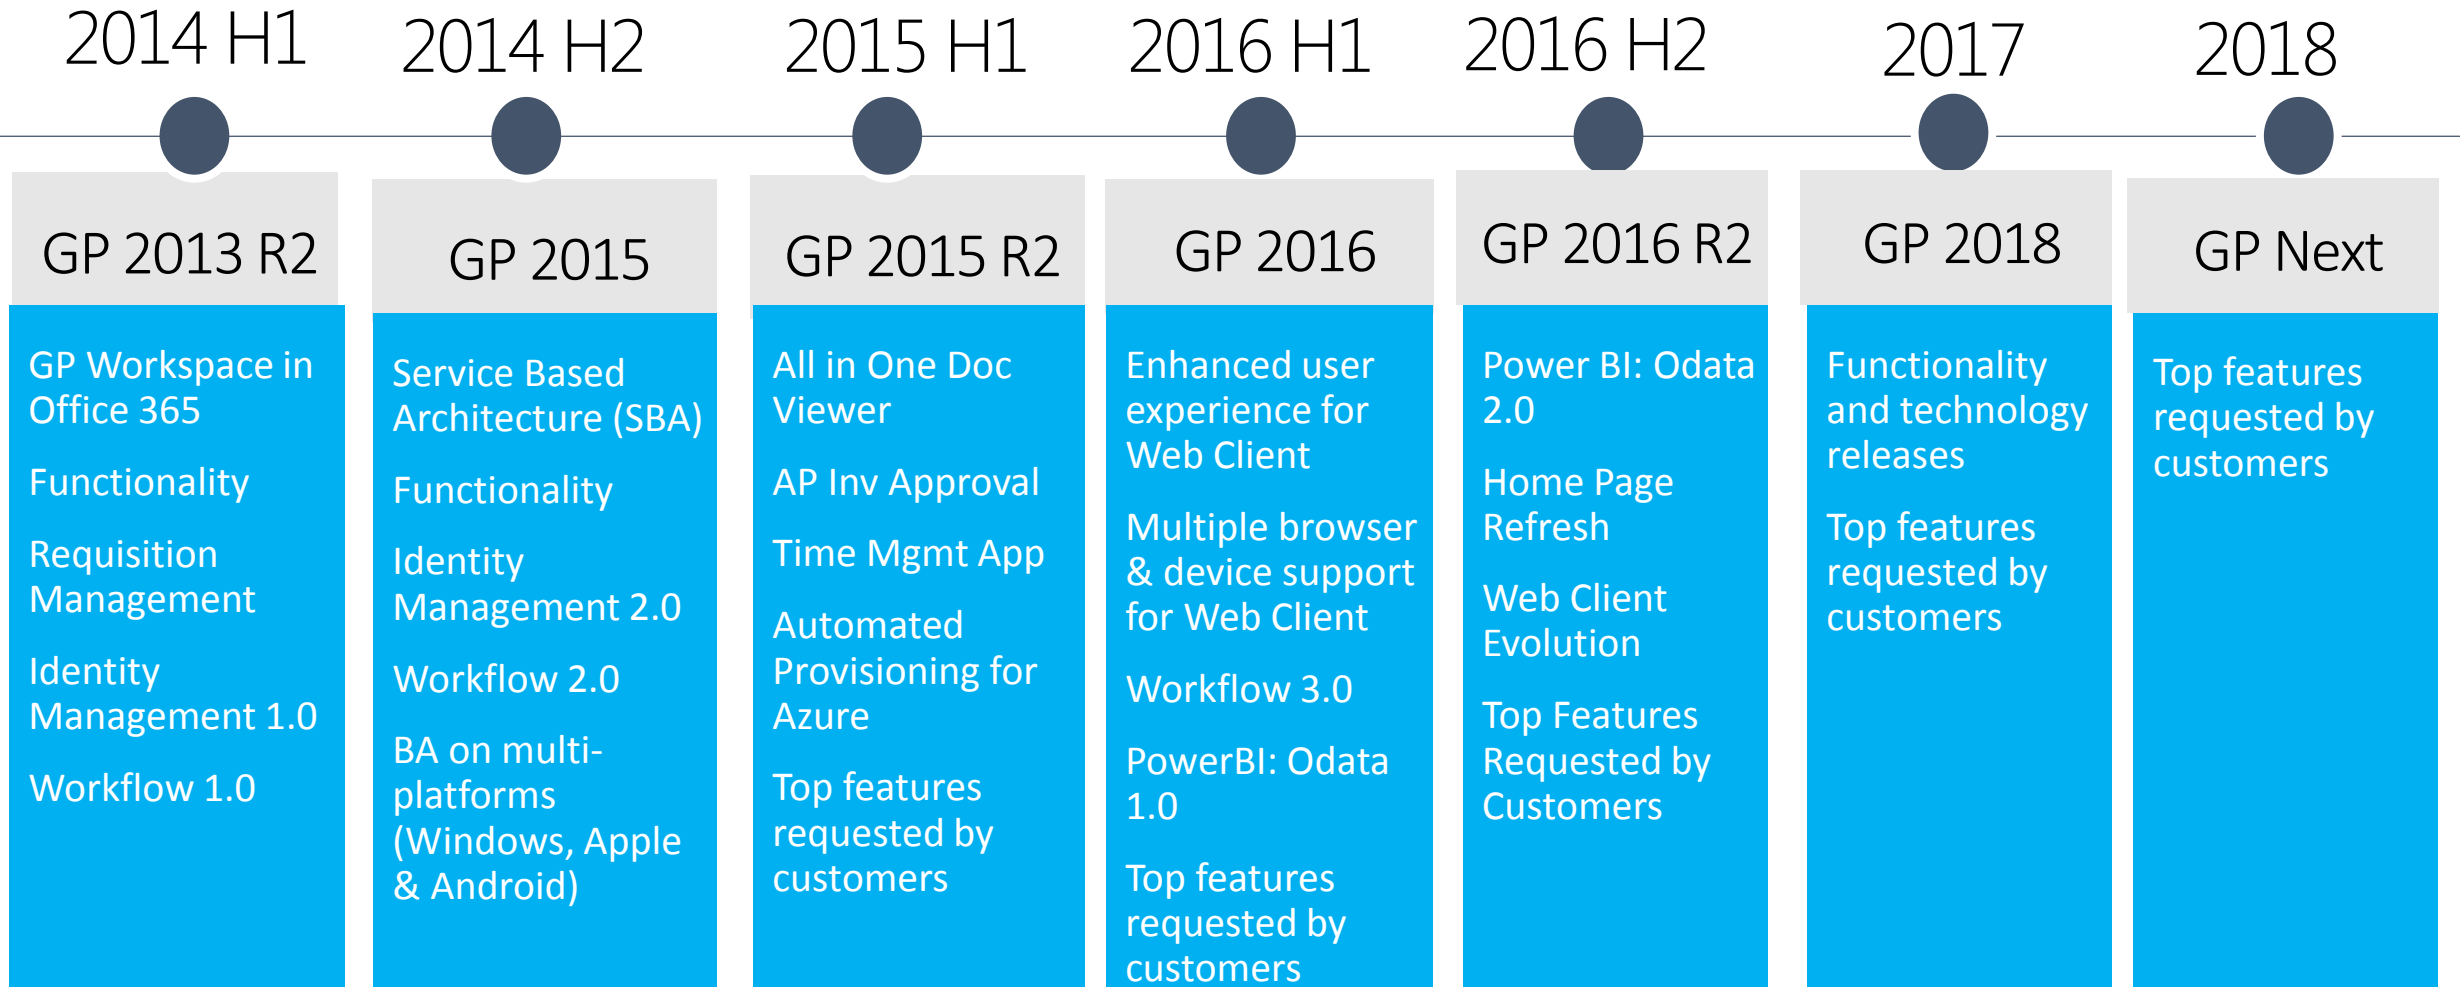 2014 H1
2014 H2
2015 H1
2016 H1
2016 H2
2017
2018
GP 2013 R2
GP 2015
GP 2015 R2
GP 2016
GP 2016 R2
GP 2018
GP Next
GP Workspace in
Office 365
Functionality
Requisition
Management
Identity
Management 1.0
Workflow 1.0
Service Based
Architecture (SBA)
Functionality
Identity
Management 2.0
Workflow 2.0
BA on multi-
platforms
(Windows, Apple
& Android)
All in One Doc
Viewer
AP Inv Approval
Time Mgmt App
Automated
Provisioning for
Azure
Top features
requested by
customers
Enhanced user
experience for
Web Client
Multiple browser
& device support
for Web Client
Workflow 3.0
PowerBI: Odata
1.0
Top features
requested by
customers
Power BI: Odata
2.0
Home Page
Refresh
Web Client
Evolution
Top Features
Requested by
Customers
Functionality
and technology
releases
Top features
requested by
customers
Top features
requested by
customers